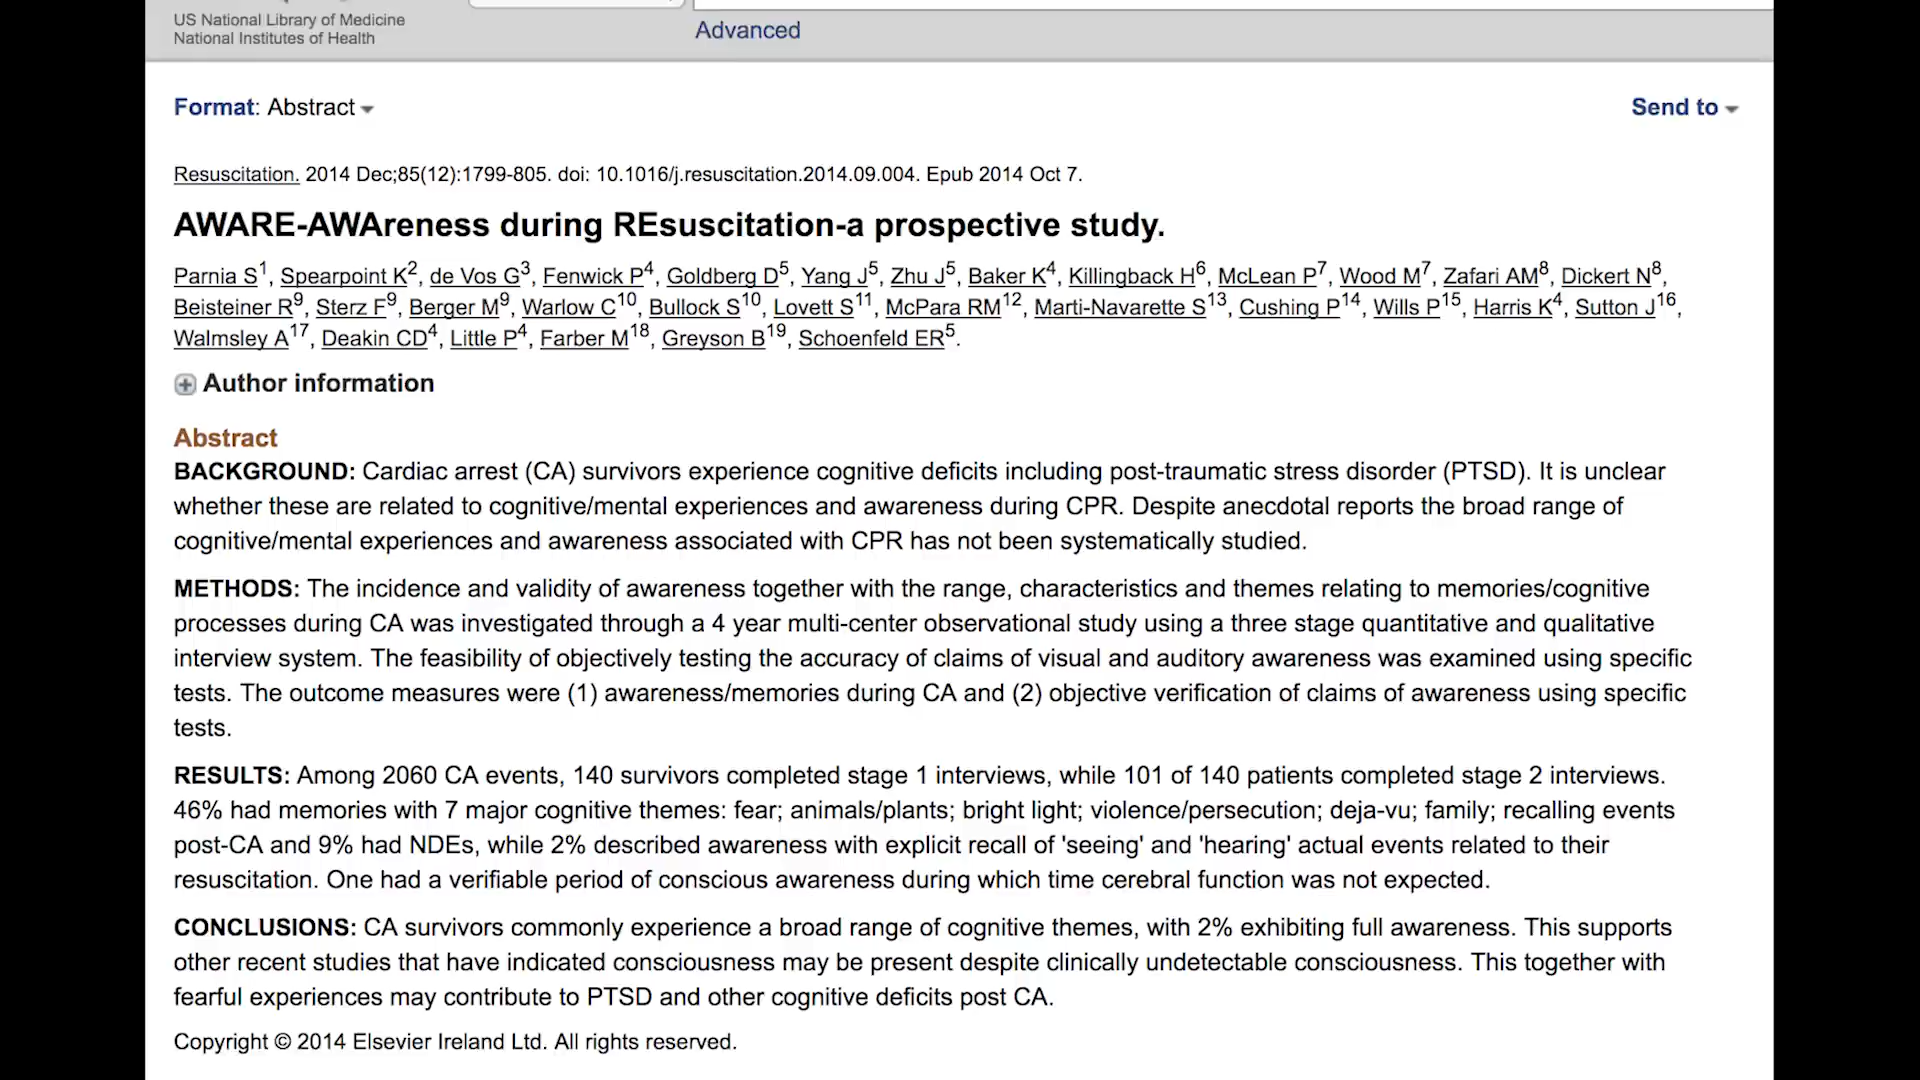 US National Library of Medicine
National Institutes of Health
Advanced
Format: Abstract
Send to
Resuscitation. 2014 Dec;85(12):1799-805. doi: 10.1016/j.resuscitation.2014.09.004. Epub 2014 Oct 7.
AWARE-AWAreness during REsuscitation-a prospective study.
Parnia S1, Spearpoint K2, de Vos G3, Fenwick P4, Goldberg D5, Yang J5, Zhu J5, Baker K4, Killingback H6, McLean P7, Wood M7, Zafari AM8, Dickert N8,
Beisteiner R9, Sterz F9, Berger M9, Warlow C10, Bullock S10, Lovett S11, McPara RM12, Marti-Navarette S13, Cushing P14, Wills P15, Harris K4, Sutton J16,
Walmsley A17, Deakin CD4, Little P4, Farber M18, Greyson B19, Schoenfeld ER5.
Author information
Abstract
BACKGROUND: Cardiac arrest (CA) survivors experience cognitive deficits including post-traumatic stress disorder (PTSD). It is unclear
whether these are related to cognitive/mental experiences and awareness during CPR. Despite anecdotal reports the broad range of
cognitive/mental experiences and awareness associated with CPR has not been systematically studied.
METHODS: The incidence and validity of awareness together with the range, characteristics and themes relating to memories/cognitive
processes during CA was investigated through a 4 year multi-center observational study using a three stage quantitative and qualitative
interview system. The feasibility of objectively testing the accuracy of claims of visual and auditory awareness was examined using specific
tests. The outcome measures were (1) awareness/memories during CA and (2) objective verification of claims of awareness using specific
tests.
RESULTS: Among 2060 CA events, 140 survivors completed stage 1 interviews, while 101 of 140 patients completed stage 2 interviews.
46% had memories with 7 major cognitive themes: fear; animals/plants; bright light; violence/persecution; deja-vu; family; recalling events
post-CA and 9% had NDEs, while 2% described awareness with explicit recall of 'seeing' and 'hearing' actual events related to their
resuscitation. One had a verifiable period of conscious awareness during which time cerebral function was not expected.
CONCLUSIONS: CA survivors commonly experience a broad range of cognitive themes, with 2% exhibiting full awareness. This supports
other recent studies that have indicated consciousness may be present despite clinically undetectable consciousness. This together with
fearful experiences may contribute to PTSD and other cognitive deficits post CA.
Copyright © 2014 Elsevier Ireland Ltd. All rights reserved.